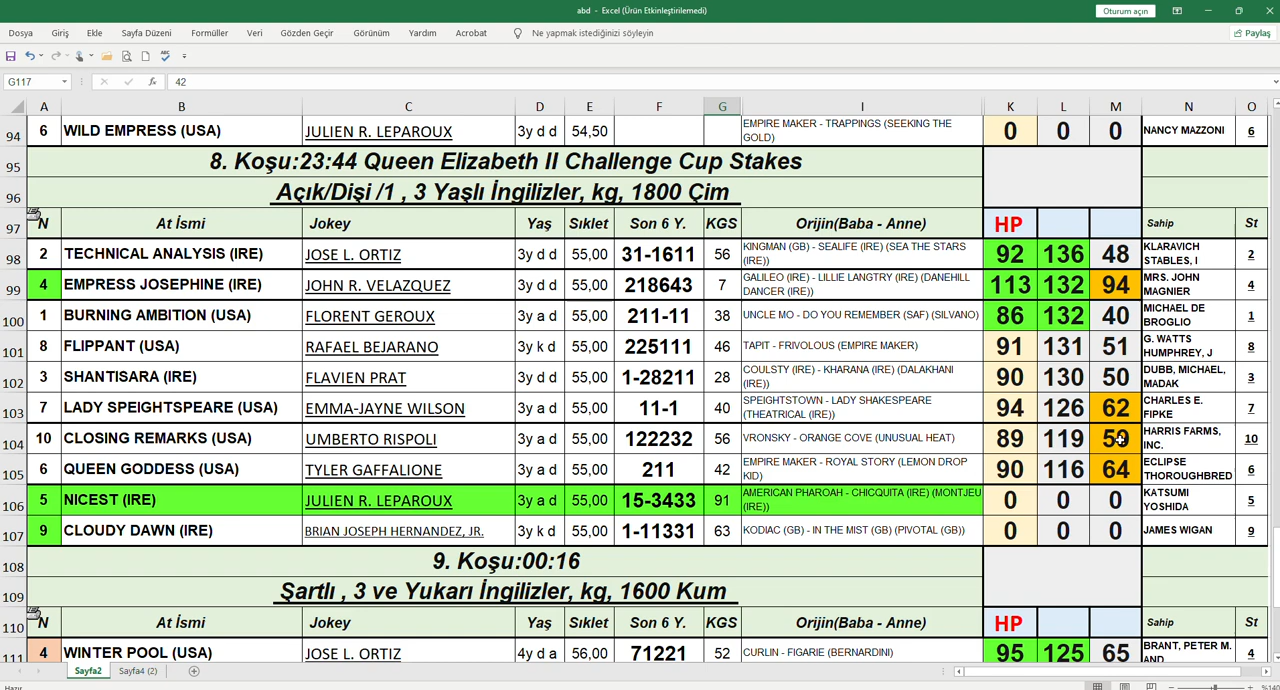 abd - Excel (Ürün Etkinleştirilemedi)
Oturum açın
Dosya Giriş Ekle Sayfa Düzeni Formüller Veri Gözden Geçir Görünüm Yardım Acrobat Ne yapmak istediğinizi söyleyin Paylaş
G117 fx 42
A B C D E F G I K L M N O
94 6 WILD EMPRESS (USA) JULIEN R. LEPAROUX 3y d d 54,50 EMPIRE MAKER - TRAPPINGS (SEEKING THE GOLD) 0 0 0 NANCY MAZZONI 6
95 8. Koşu:23:44 Queen Elizabeth II Challenge Cup Stakes
96 Açık/Dişi /1 , 3 Yaşlı İngilizler, kg, 1800 Çim
97 N At İsmi Jokey Yaş Sıklet Son 6 Y. KGS Orijin(Baba - Anne) HP Sahip St
98 2 TECHNICAL ANALYSIS (IRE) JOSE L. ORTIZ 3y d d 55,00 31-1611 56 KINGMAN (GB) - SEALIFE (IRE) (SEA THE STARS (IRE)) 92 136 48 KLARAVICH STABLES, I 2
99 4 EMPRESS JOSEPHINE (IRE) JOHN R. VELAZQUEZ 3y d d 55,00 218643 7 GALILEO (IRE) - LILLIE LANGTRY (IRE) (DANEHILL DANCER (IRE)) 113 132 94 MRS. JOHN MAGNIER 4
100 1 BURNING AMBITION (USA) FLORENT GEROUX 3y d d 55,00 211-11 38 UNCLE MO - DO YOU REMEMBER (SAF) (SILVANO) 86 132 40 MICHAEL DE BROGLIO 1
101 8 FLIPPANT (USA) RAFAEL BEJARANO 3y k d 55,00 225111 46 TAPIT - FRIVOLOUS (EMPIRE MAKER) 91 131 51 G. WATTS HUMPHREY, J 8
102 3 SHANTISARA (IRE) FLAVIEN PRAT 3y d d 55,00 1-28211 28 COULSTY (IRE) - KHARANA (IRE) (DALAKHANI (IRE)) 90 130 50 DUBB, MICHAEL, MADAK 3
103 7 LADY SPEIGHTSPEARE (USA) EMMA-JAYNE WILSON 3y a d 55,00 11-1 40 SPEIGHTSTOWN - LADY SHAKESPEARE (THEATRICAL (IRE)) 94 126 62 CHARLES E. FIPKE 7
104 10 CLOSING REMARKS (USA) UMBERTO RISPOLI 3y d d 55,00 122232 56 VRONSKY - ORANGE COVE (UNUSUAL HEAT) 89 119 59 HARRIS FARMS, INC. 10
105 6 QUEEN GODDESS (USA) TYLER GAFFALIONE 3y d d 55,00 211 42 EMPIRE MAKER - ROYAL STORY (LEMON DROP KID) 90 116 64 ECLIPSE THOROUGHBRED 6
106 5 NICEST (IRE) JULIEN R. LEPAROUX 3y a d 55,00 15-3433 91 AMERICAN PHAROAH - CHICQUITA (IRE) (MONTJEU (IRE)) 0 0 0 KATSUMI YOSHIDA 5
107 9 CLOUDY DAWN (IRE) BRIAN JOSEPH HERNANDEZ, JR. 3y k d 55,00 1-11331 63 KODIAC (GB) - IN THE MIST (GB) (PIVOTAL (GB)) 0 0 0 JAMES WIGAN 9
108 9. Koşu:00:16
109 Şartlı , 3 ve Yukarı İngilizler, kg, 1600 Kum
110 N At İsmi Jokey Yaş Sıklet Son 6 Y. KGS Orijin(Baba - Anne) HP Sahip St
111 4 WINTER POOL (USA) JOSE L. ORTIZ 4y d a 56,00 71221 52 CURLIN - FIGARIE (BERNARDINI) 95 125 65 BRANT, PETER M. AND 4
Sayfa2 Sayfa4 (2)
Hazır %140